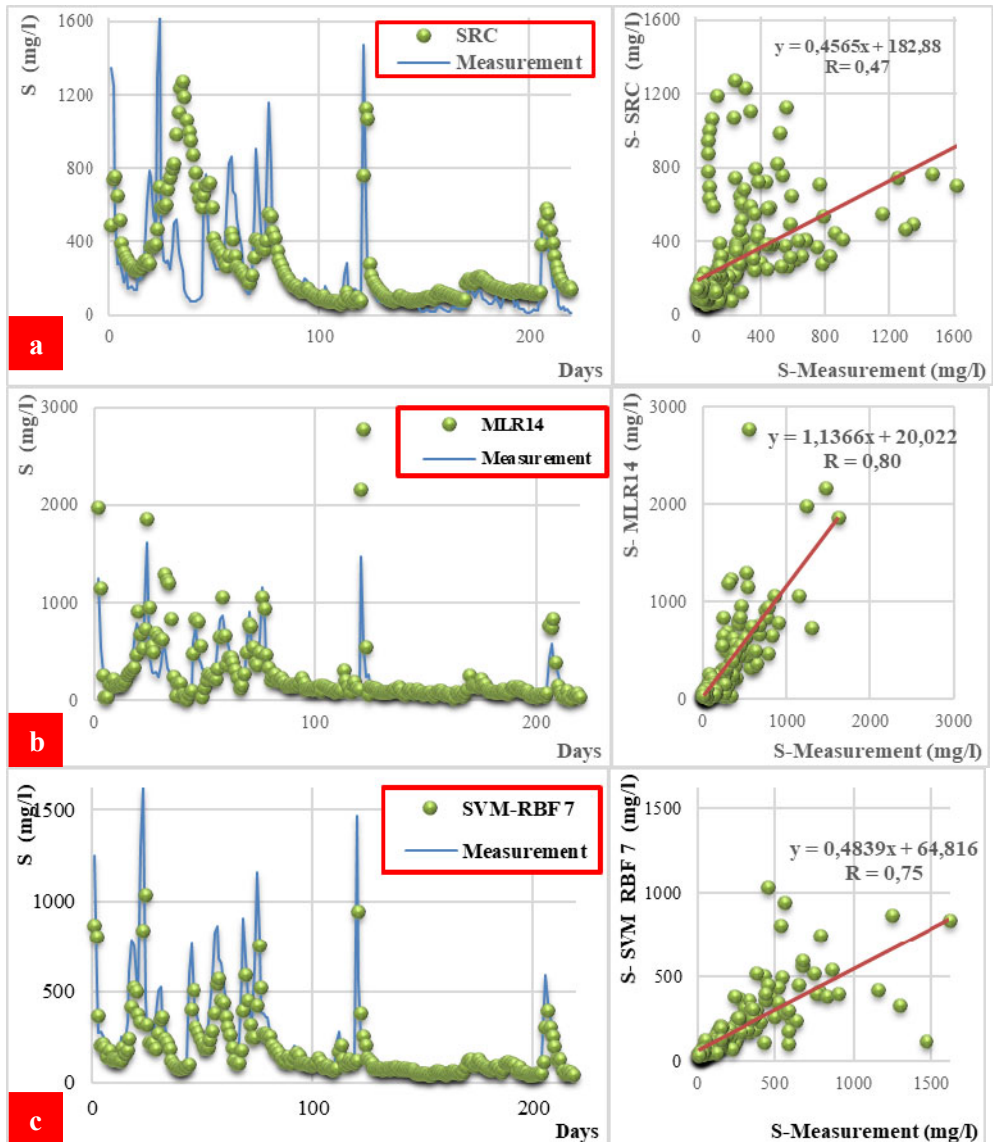 S (mg/l)
1600
1200
800
400
0
SRC
Measurement
0
100
200
Days
a
S- SRC (mg/l)
1600
1200
800
400
0
y = 0,4565x + 182,88
R= 0,47
0
400
800
1200
1600
S-Measurement (mg/l)
S (mg/l)
3000
2000
1000
0
MLR14
Measurement
0
100
200
Days
b
S- MLR14 (mg/l)
3000
2000
1000
0
y = 1,1366x + 20,022
R = 0,80
0
1000
2000
3000
S-Measurement (mg/l)
S (mg/l)
1500
1000
500
0
SVM-RBF 7
Measurement
0
100
200
Days
c
S- SVM RBF 7 (mg/l)
1500
1000
500
0
y = 0,4839x + 64,816
R = 0,75
0
500
1000
1500
S-Measurement (mg/l)